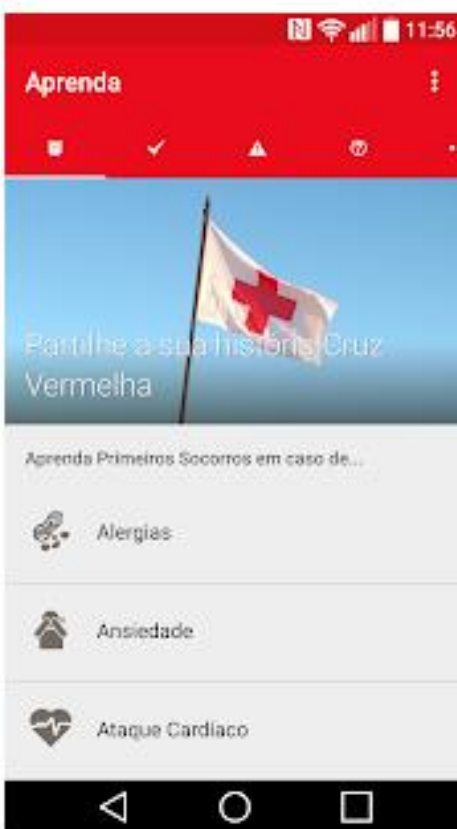 11:56
Aprenda
Partilhe a sua história Cruz
Vermelha
Aprenda Primeiros Socorros em caso de...
Alergias
Ansiedade
Ataque Cardíaco